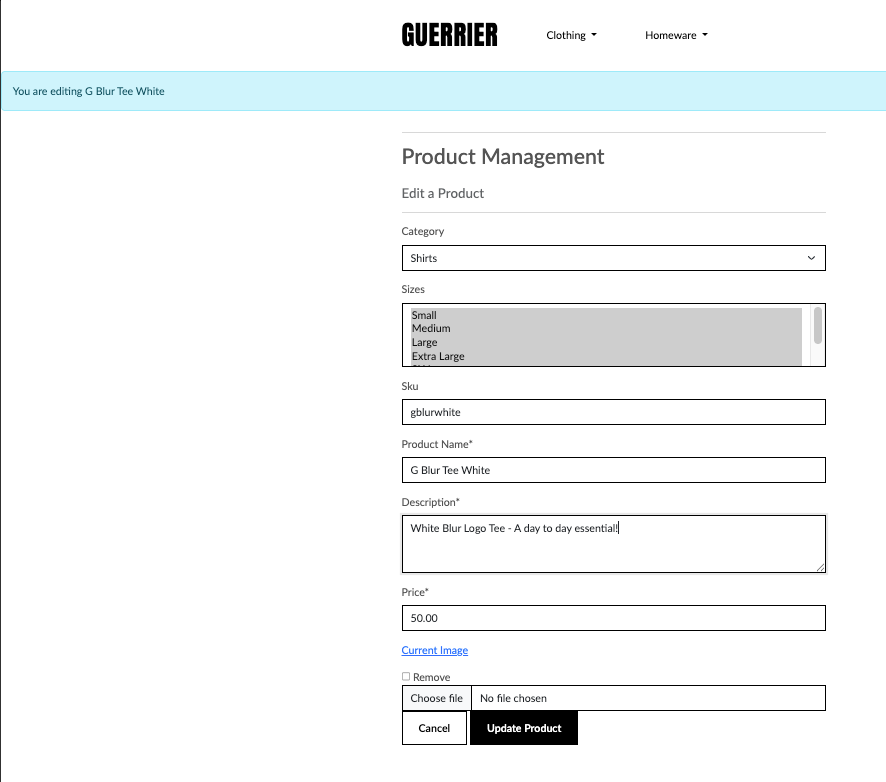 GUERRIER Clothing Homeware
You are editing G Blur Tee White
Product Management
Edit a Product
Category
Shirts
Sizes
Small
Medium
Large
Extra Large
Sku
gblurwhite
Product Name*
G Blur Tee White
Description*
White Blur Logo Tee - A day to day essential!
Price*
50.00
Current Image
Remove
Choose file No file chosen
Cancel Update Product